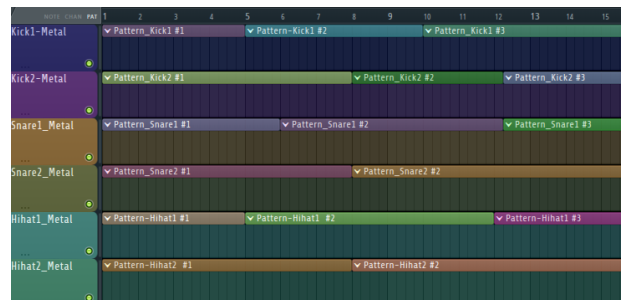 NOTE CHAN PAT 1 2 3 4 5 6 7 8 9 10 11 12 13 14 15
Kick1-Metal Pattern_Kick1 #1 Pattern-Kick1 #2 Pattern_Kick1 #3
Kick2-Metal Pattern_Kick2 #1 Pattern_Kick2 #2 Pattern_Kick2 #3
Snare1_Metal Pattern_Snare1 #1 Pattern_Snare1 #2 Pattern_Snare1 #3
Snare2_Metal Pattern_Snare2 #1 Pattern_Snare2 #2
Hihat1_Metal Pattern-Hihat1 #1 Pattern-Hihat1 #2 Pattern-Hihat1 #3
Hihat2_Metal Pattern-Hihat2 #1 Pattern-Hihat2 #2